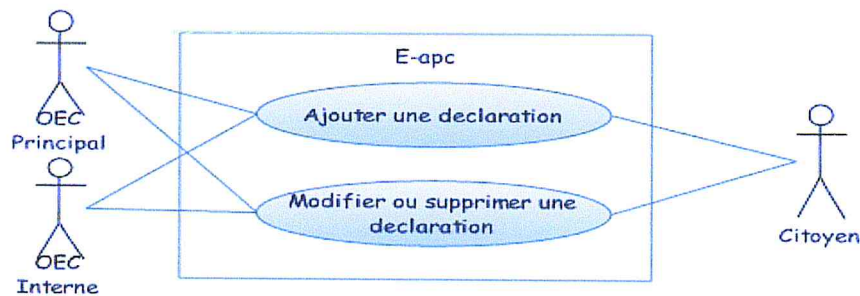 E-apc
OEC
Principal
Ajouter une declaration
OEC
Interne
Modifier ou supprimer une
declaration
Citoyen